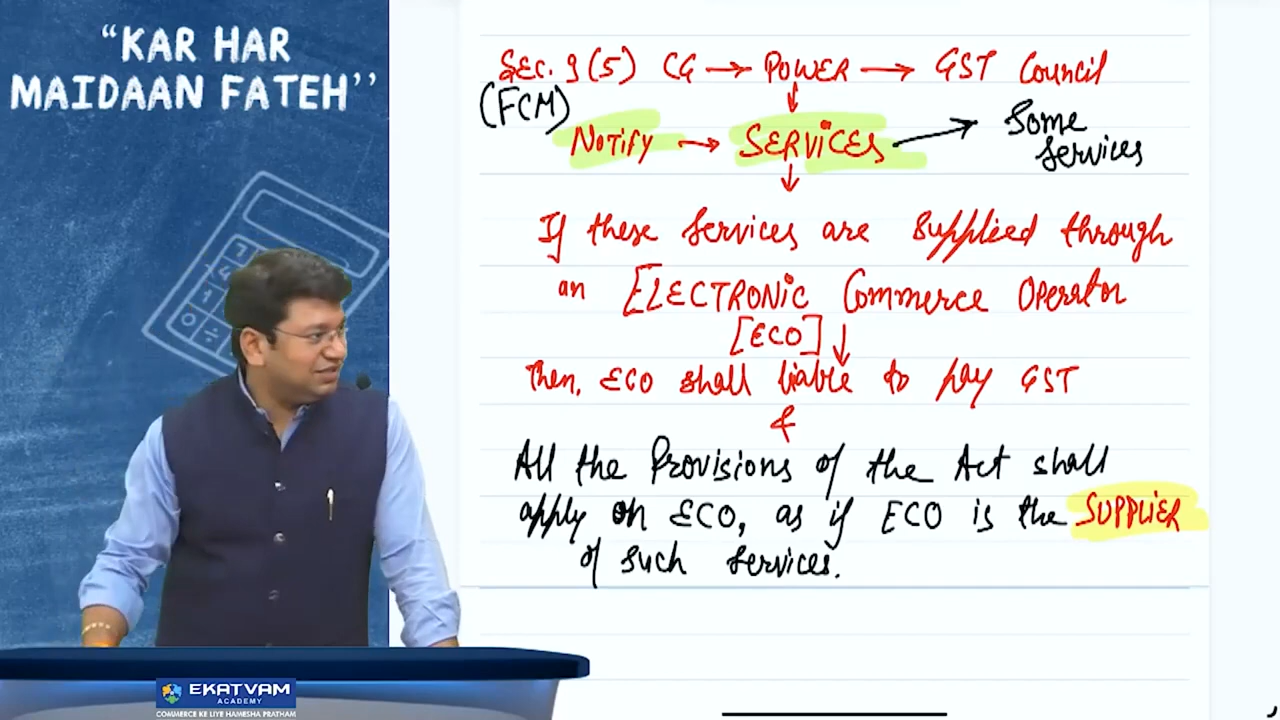 “KAR HAR
MAIDAAN FATEH’’
SEC. 9(5) CG → POWER → GST Council
(FCM)
NOTIFY → SERVICES → Some
Services
If these services are supplied through
an ELECTRONIC Commerce Operator
[ECO]
Then, ECO shall liable to pay GST
&
All the Provisions of the Act shall
apply on ECO, as if ECO is the SUPPLIER
of such services.
EKATVAM
ACADEMY
COMMERCE KE LIYE HAMESHA PRATHAM